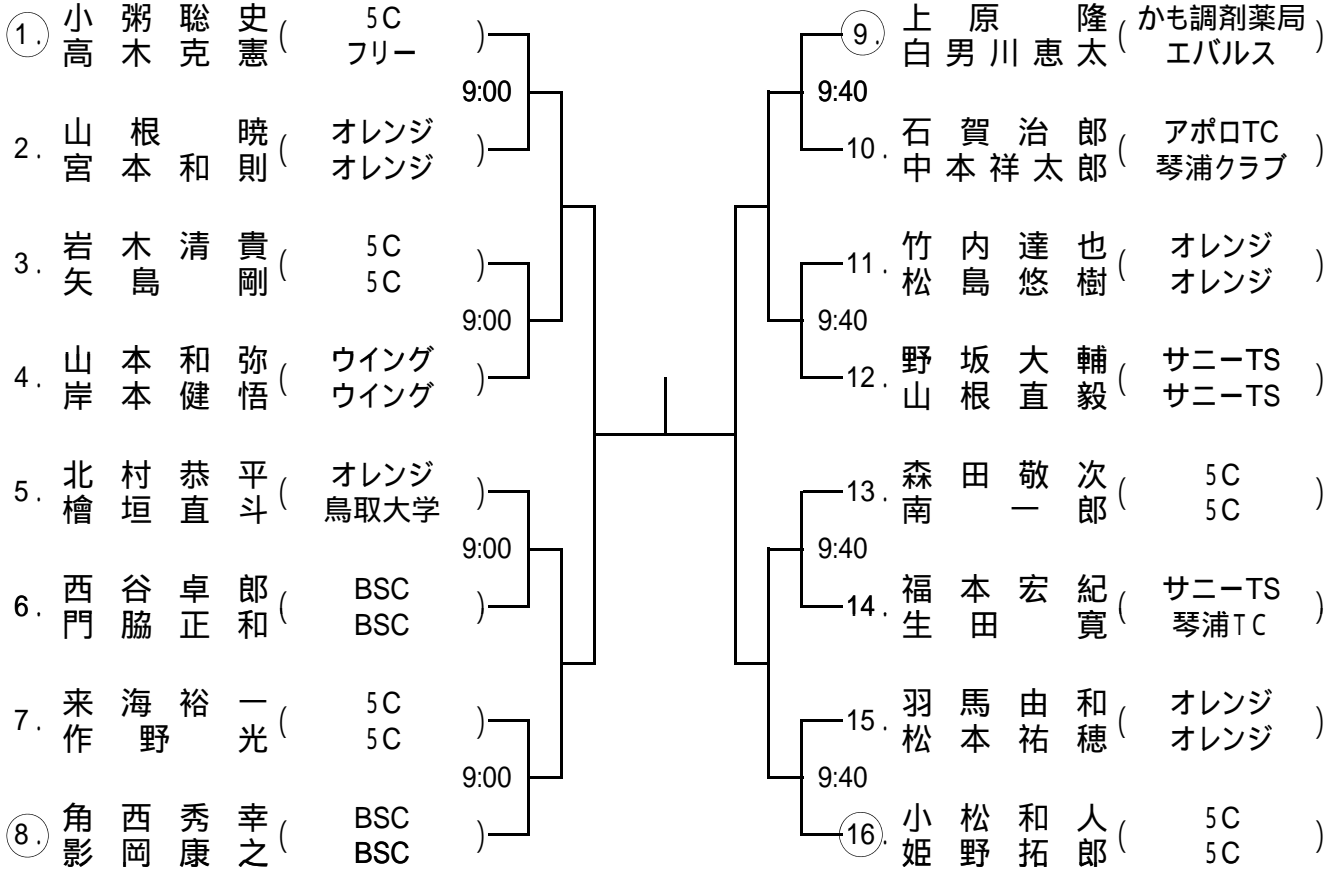 1. 小粥聡史 ( 5C )
高木克憲 フリー
9:00
2. 山根暁 ( オレンジ )
宮本和則 オレンジ
3. 岩木清貴 ( 5C )
矢島剛 5C
9:00
4. 山本和弥 ( ウイング )
岸本健悟 ウイング
5. 北村恭平 ( オレンジ )
檜垣直斗 鳥取大学
9:00
6. 西谷卓郎 ( BSC )
門脇正和 BSC
7. 来海裕一 ( 5C )
作野光 5C
9:00
8. 角西秀幸 ( BSC )
影岡康之 BSC
9. 上原隆 ( かも調剤薬局 )
白男川恵太 エバルス
9:40
10. 石賀治郎 ( アポロTC )
中本祥太郎 琴浦クラブ
11. 竹内達也 ( オレンジ )
松島悠樹 オレンジ
9:40
12. 野坂大輔 ( サニーTS )
山根直毅 サニーTS
13. 森田敬次 ( 5C )
南一郎 5C
9:40
14. 福本宏紀 ( サニーTS )
生田寛 琴浦TC
15. 羽馬由和 ( オレンジ )
松本祐穂 オレンジ
9:40
16. 小松和人 ( 5C )
姫野拓郎 5C